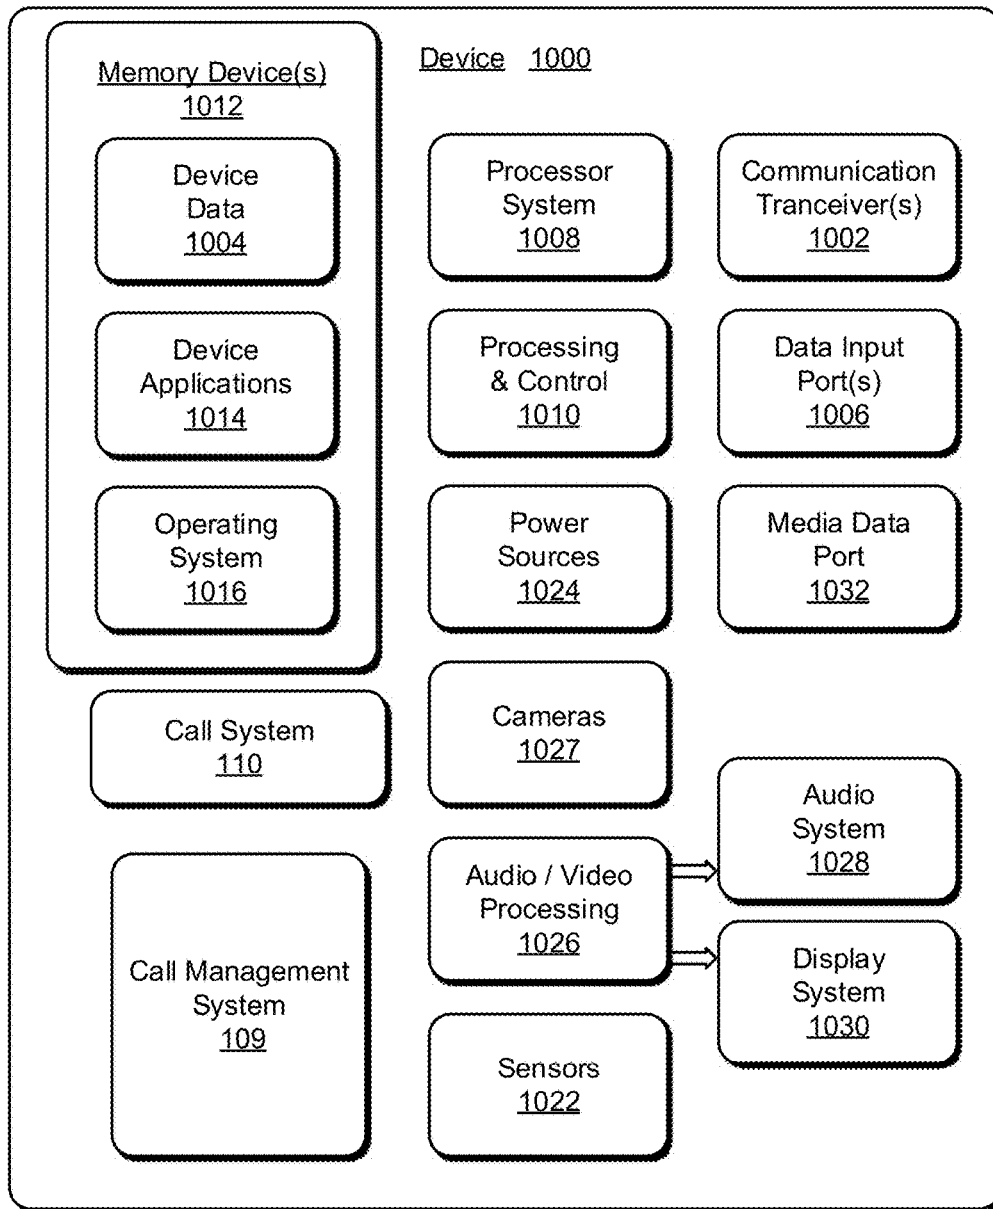 Device 1000
Memory Device(s)
1012
Device
Data
1004
Device
Applications
1014
Operating
System
1016
Call System
110
Call Management
System
109
Processor
System
1008
Processing
& Control
1010
Power
Sources
1024
Cameras
1027
Audio / Video
Processing
1026
Sensors
1022
Communication
Tranceiver(s)
1002
Data Input
Port(s)
1006
Media Data
Port
1032
Audio
System
1028
Display
System
1030